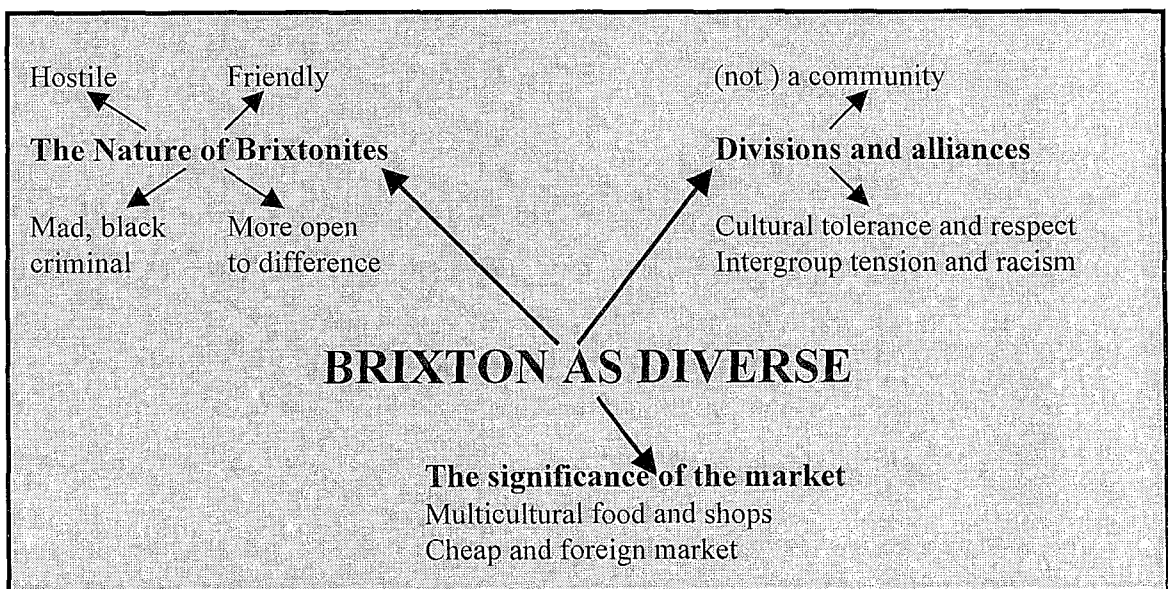 Hostile Friendly
The Nature of Brixtonites
Mad, black More open
criminal to difference
(not ) a community
Divisions and alliances
Cultural tolerance and respect
Intergroup tension and racism
BRIXTON AS DIVERSE
The significance of the market
Multicultural food and shops
Cheap and foreign market